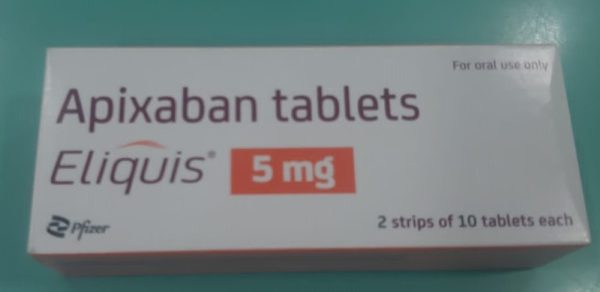 For oral use only
Apixaban tablets
Eliquis®
5 mg
Pfizer
2 strips of 10 tablets each